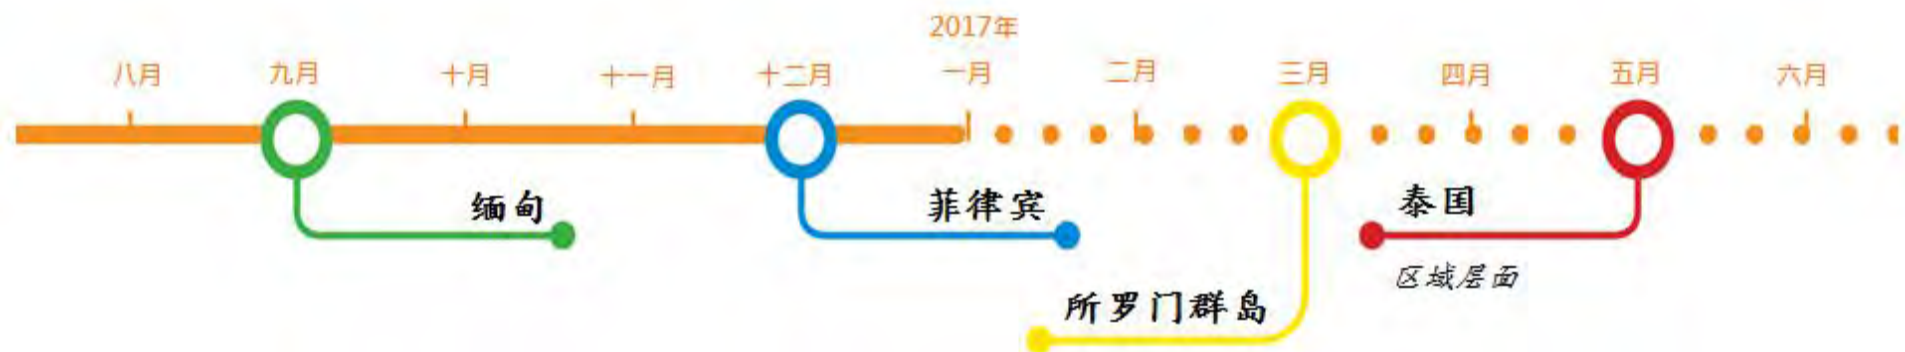 2017年
八月
九月
十月
十一月
十二月
一月
二月
三月
四月
五月
六月
缅甸
菲律宾
泰国
区域层面
所罗门群岛